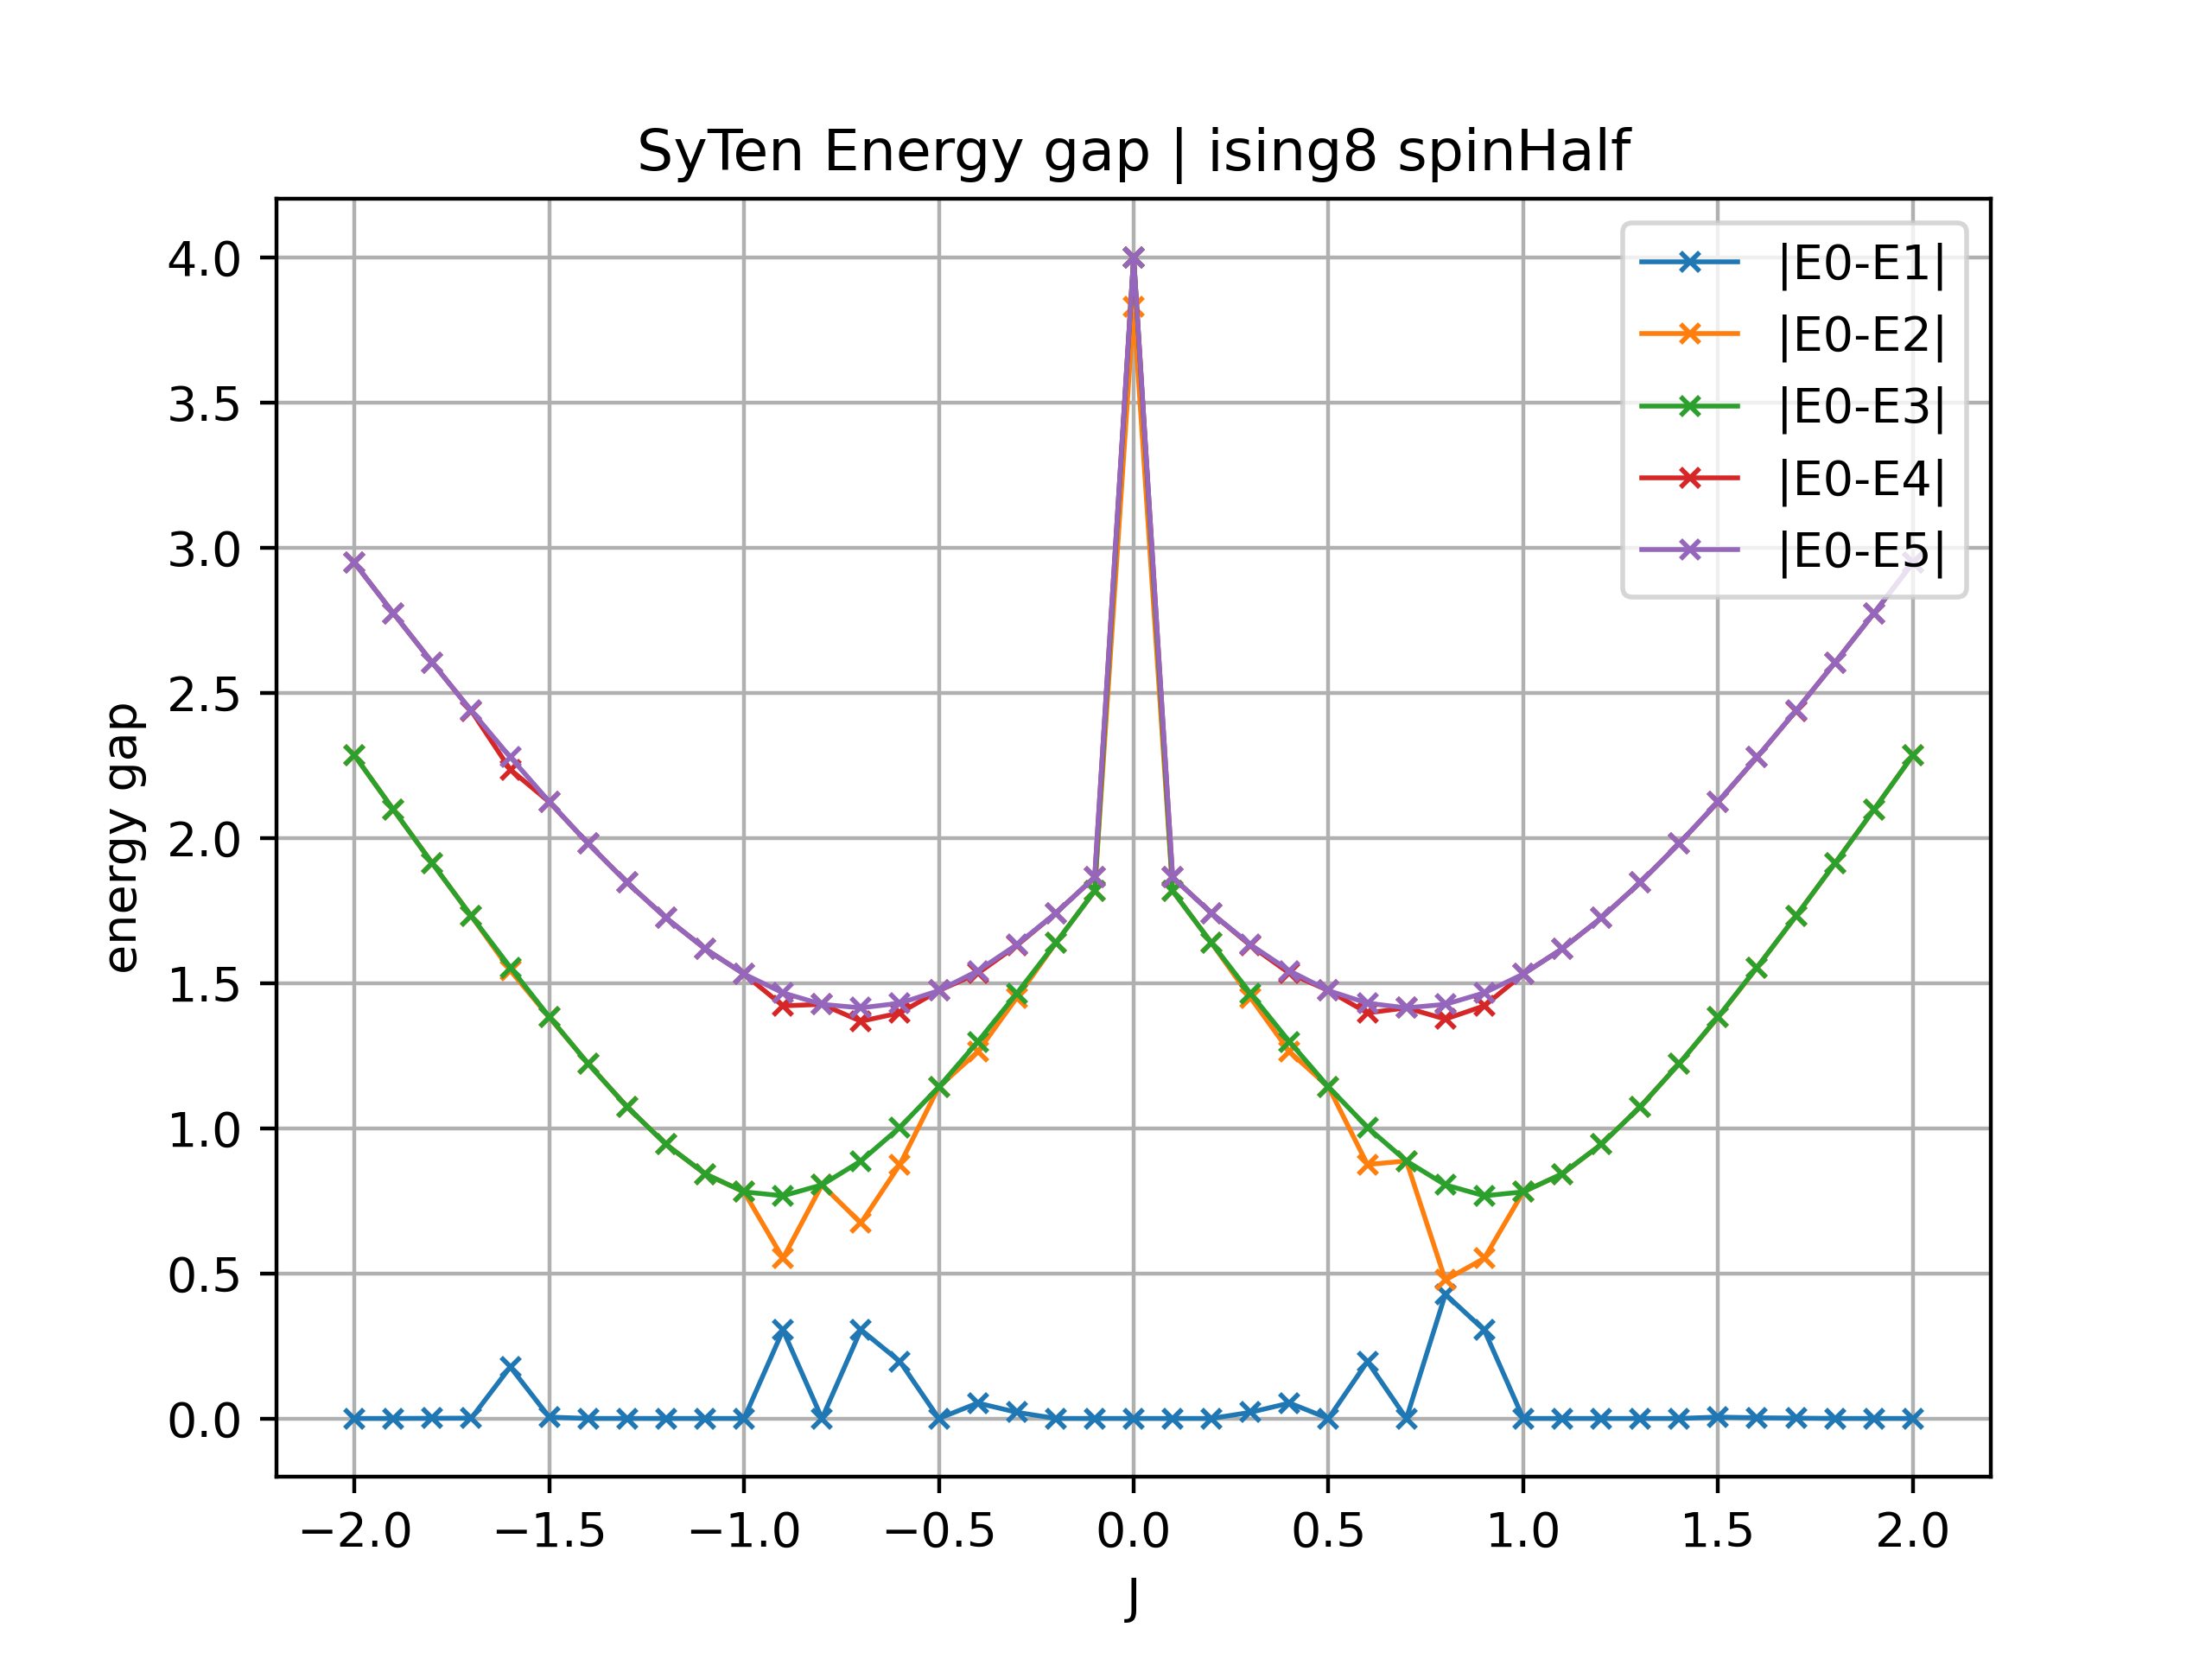 SyTen Energy gap | ising8 spinHalf
energy gap
4.0
3.5
3.0
2.5
2.0
1.5
1.0
0.5
0.0
|E0-E1|
|E0-E2|
|E0-E3|
|E0-E4|
|E0-E5|
−2.0 −1.5 −1.0 −0.5 0.0 0.5 1.0 1.5 2.0
J